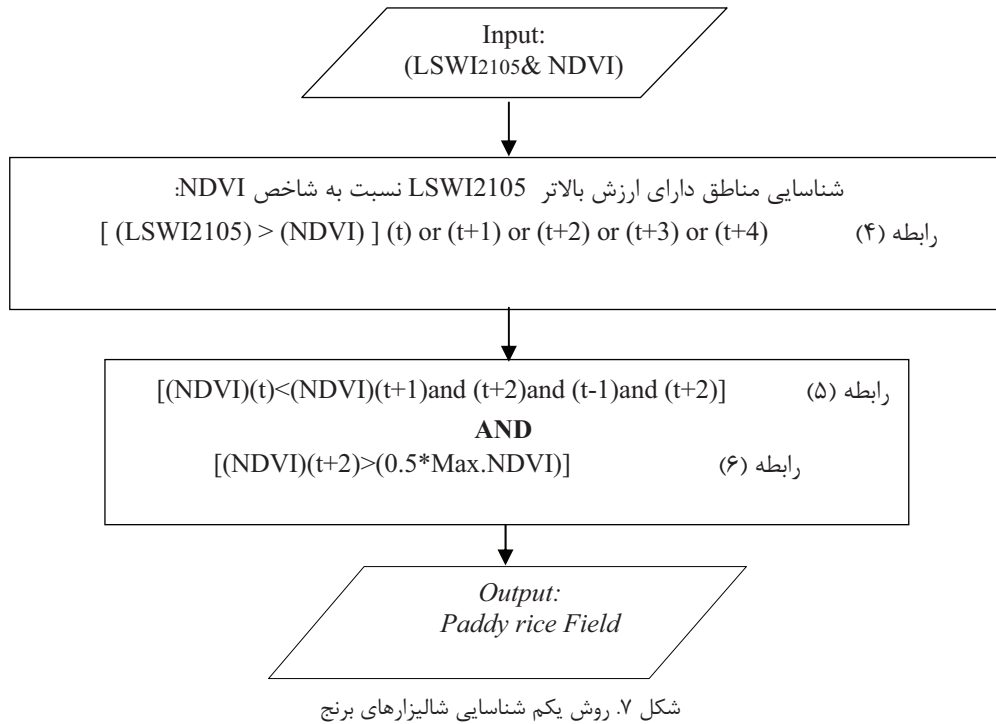 Input:
(LSWI2105& NDVI)
شناسایی مناطق دارای ارزش بالاتر LSWI2105 نسبت به شاخص NDVI:
رابطه (۴) [ (LSWI2105) > (NDVI) ] (t) or (t+1) or (t+2) or (t+3) or (t+4)
رابطه (۵) [(NDVI)(t)<(NDVI)(t+1)and (t+2)and (t-1)and (t+2)]
AND
رابطه (۶) [(NDVI)(t+2)>(0.5*Max.NDVI)]
Output:
Paddy rice Field
شکل ۷. روش یکم شناسایی شالیزارهای برنج